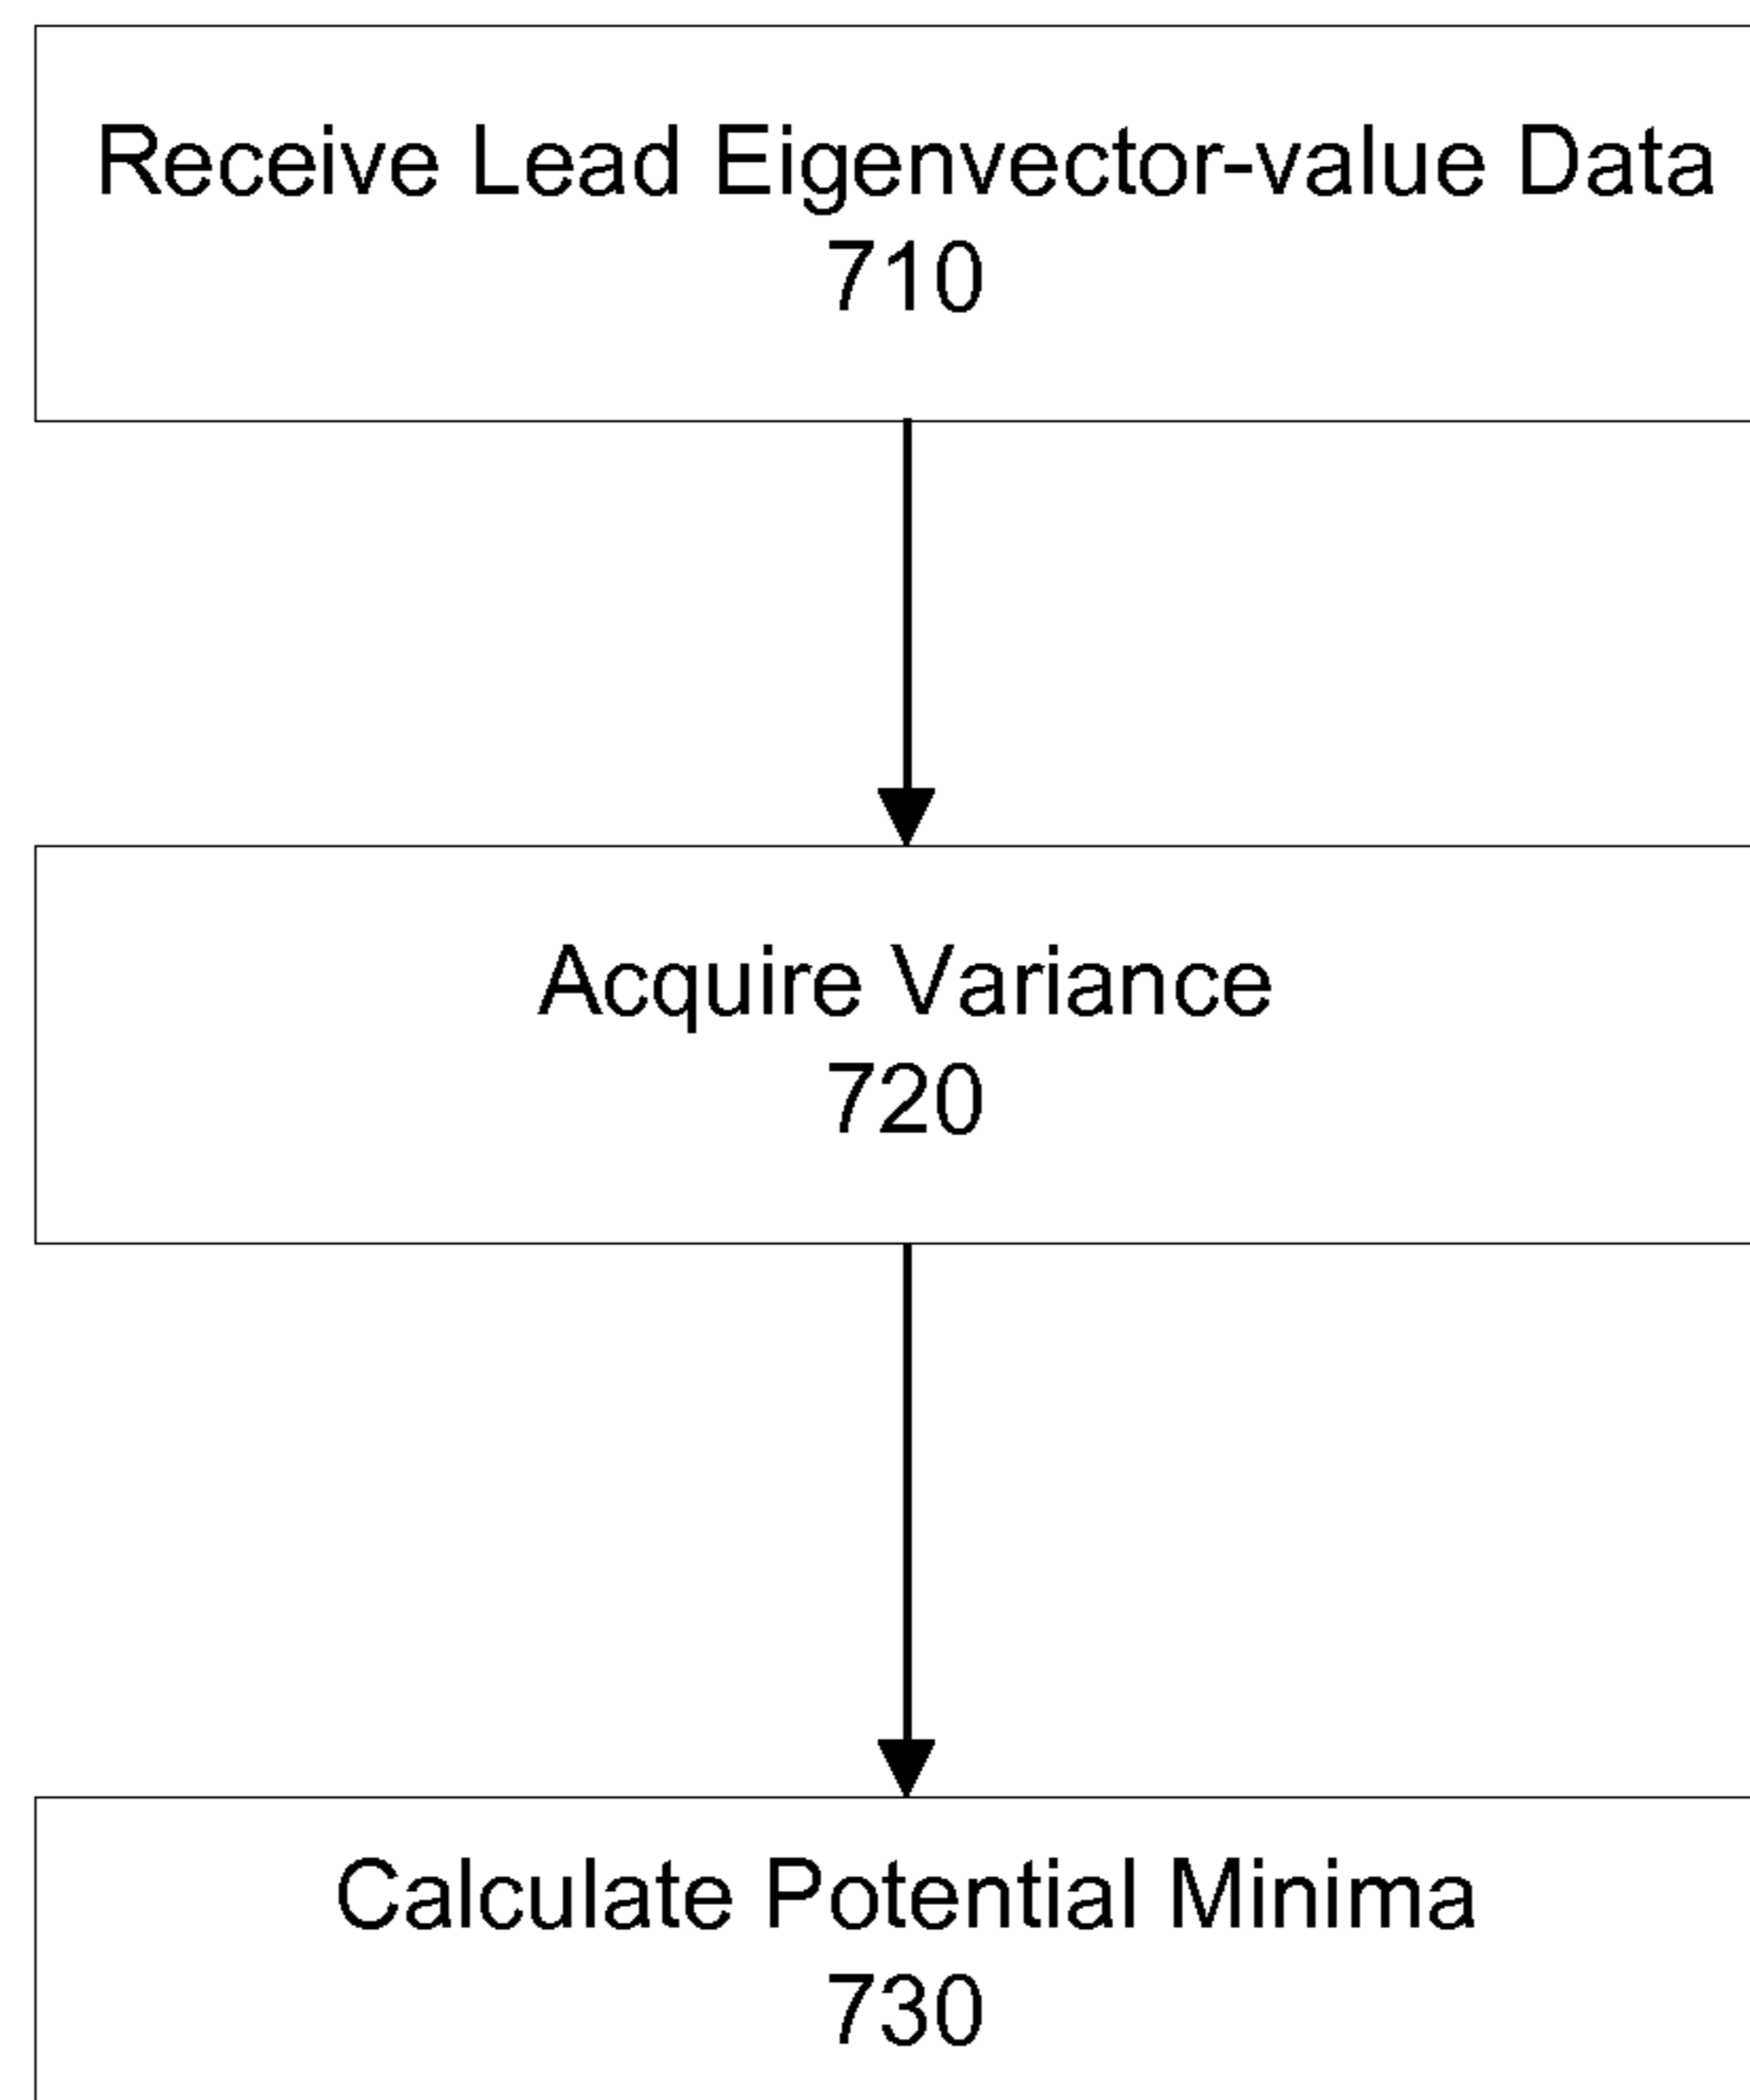 Receive Lead Eigenvector-value Data
710
Acquire Variance
720
Calculate Potential Minima
730